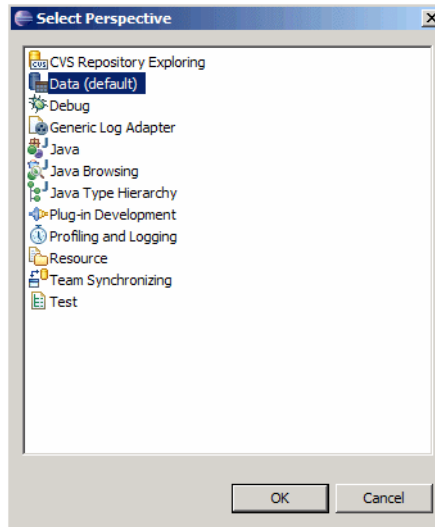 Select Perspective
CVS Repository Exploring
Data (default)
Debug
Generic Log Adapter
Java
Java Browsing
Java Type Hierarchy
Plug-in Development
Profiling and Logging
Resource
Team Synchronizing
Test
OK Cancel